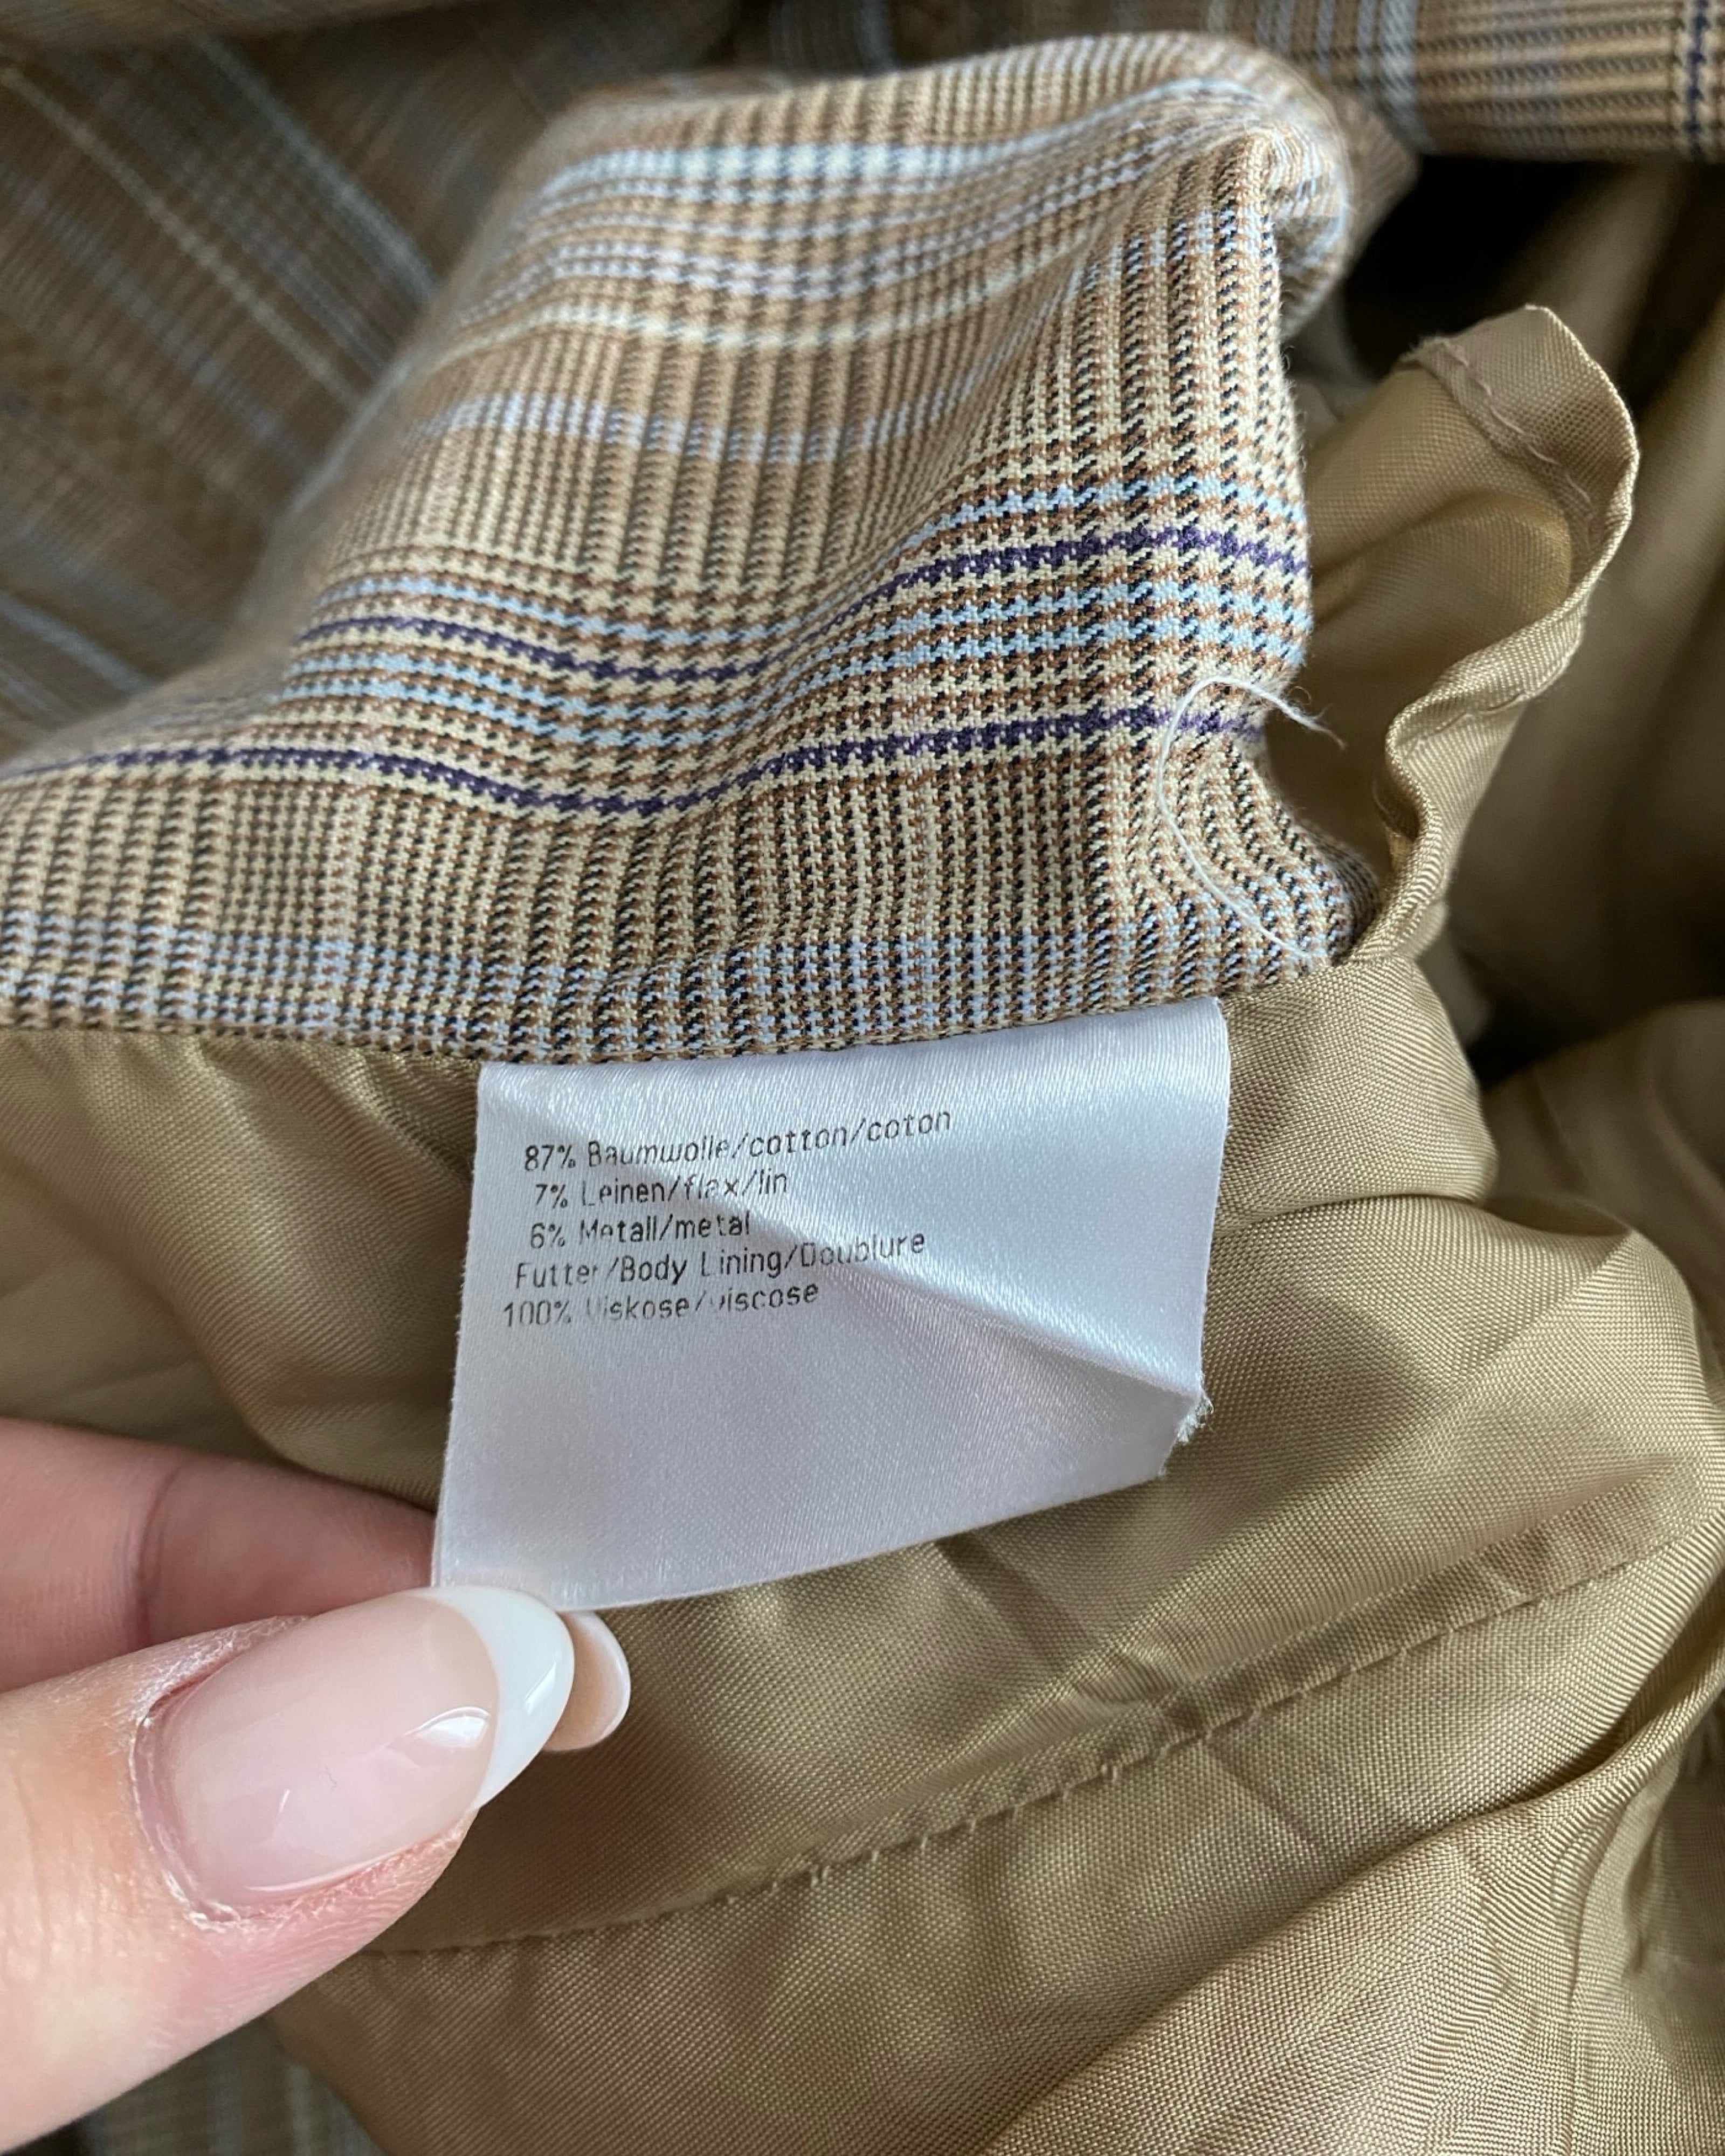 87% Baumwolle/cotton/coton
7% Leinen/flax/lin
6% Metall/metal
Futter/Body Lining/Doublure
100% Viskose/viscose